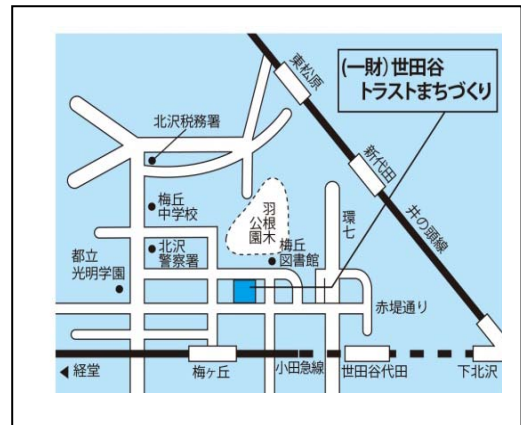 (一財)世田谷
トラストまちづくり
東松原
北沢税務署
新代田
梅丘
中学校
羽根木
公園
環七
井の頭線
北沢
警察署
梅丘
図書館
都立
光明学園
赤堤通り
経堂
梅ヶ丘
小田急線
世田谷代田
下北沢